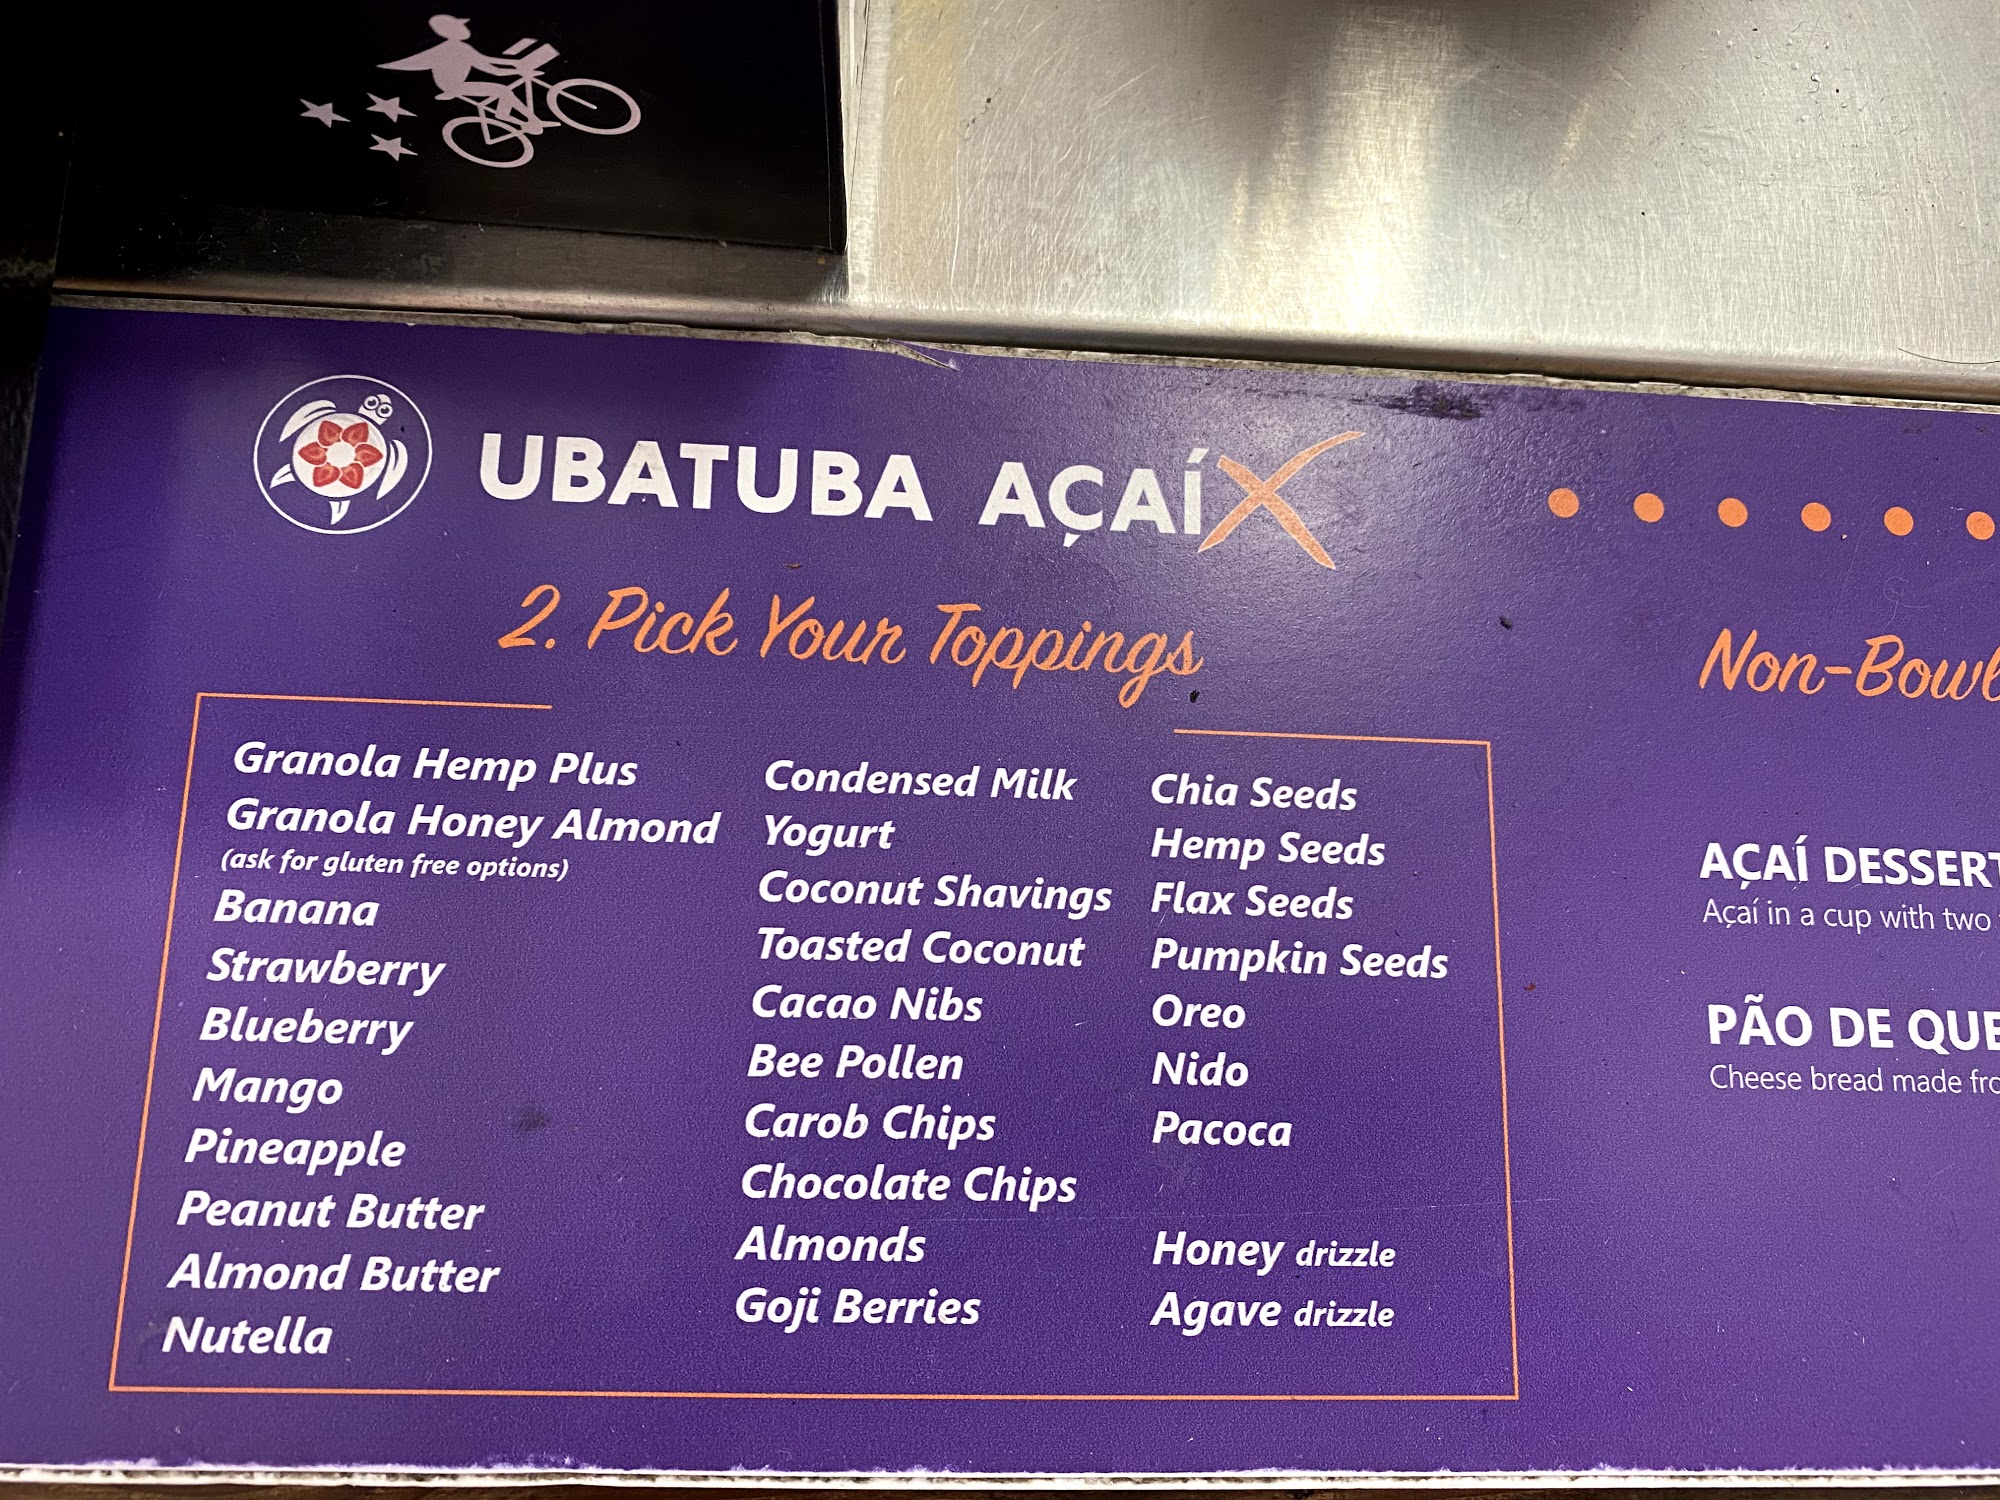 UBATUBA AÇAÍ
2. Pick Your Toppings
Granola Hemp Plus
Granola Honey Almond
(ask for gluten free options)
Banana
Strawberry
Blueberry
Mango
Pineapple
Peanut Butter
Almond Butter
Nutella
Condensed Milk
Yogurt
Coconut Shavings
Toasted Coconut
Cacao Nibs
Bee Pollen
Carob Chips
Chocolate Chips
Almonds
Goji Berries
Chia Seeds
Hemp Seeds
Flax Seeds
Pumpkin Seeds
Oreo
Nido
Pacoca
Honey drizzle
Agave drizzle
Non-Bowl
AÇAÍ DESSERT
Açaí in a cup with two
PÃO DE QUE
Cheese bread made fro